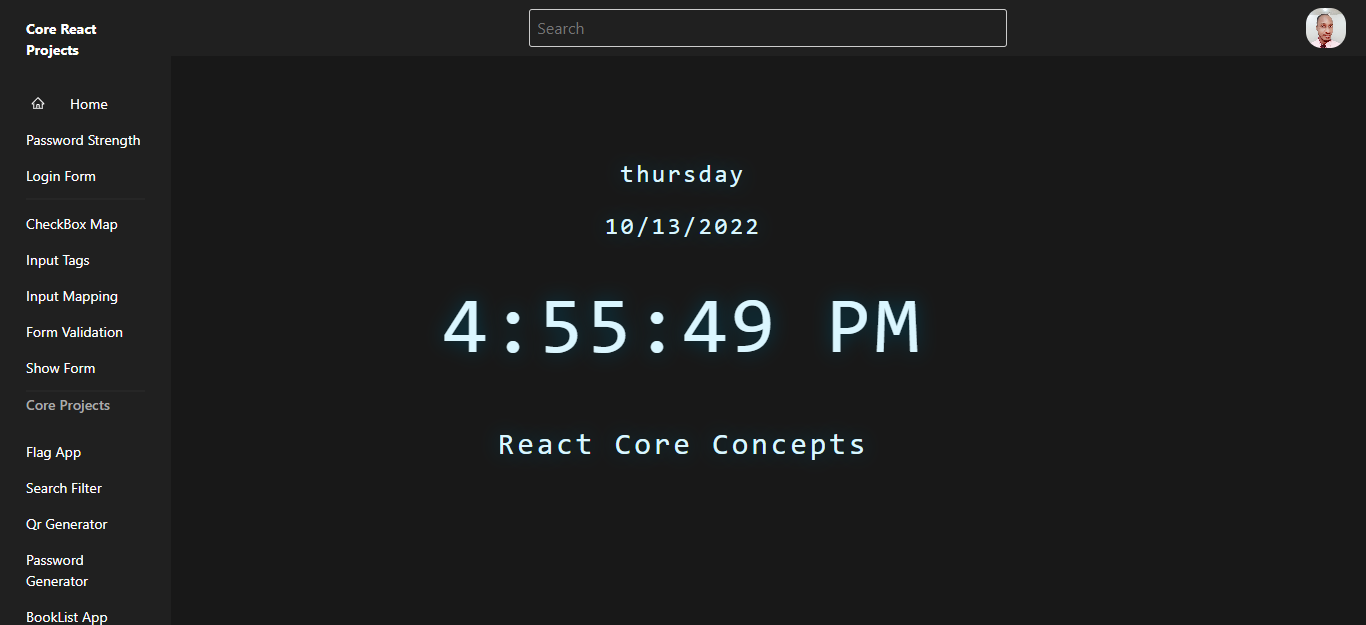 Core React
Projects
Search
Home
Password Strength
Login Form
CheckBox Map
Input Tags
Input Mapping
Form Validation
Show Form
Core Projects
Flag App
Search Filter
Qr Generator
Password
Generator
BookList App
thursday
10/13/2022
4:55:49 PM
React Core Concepts